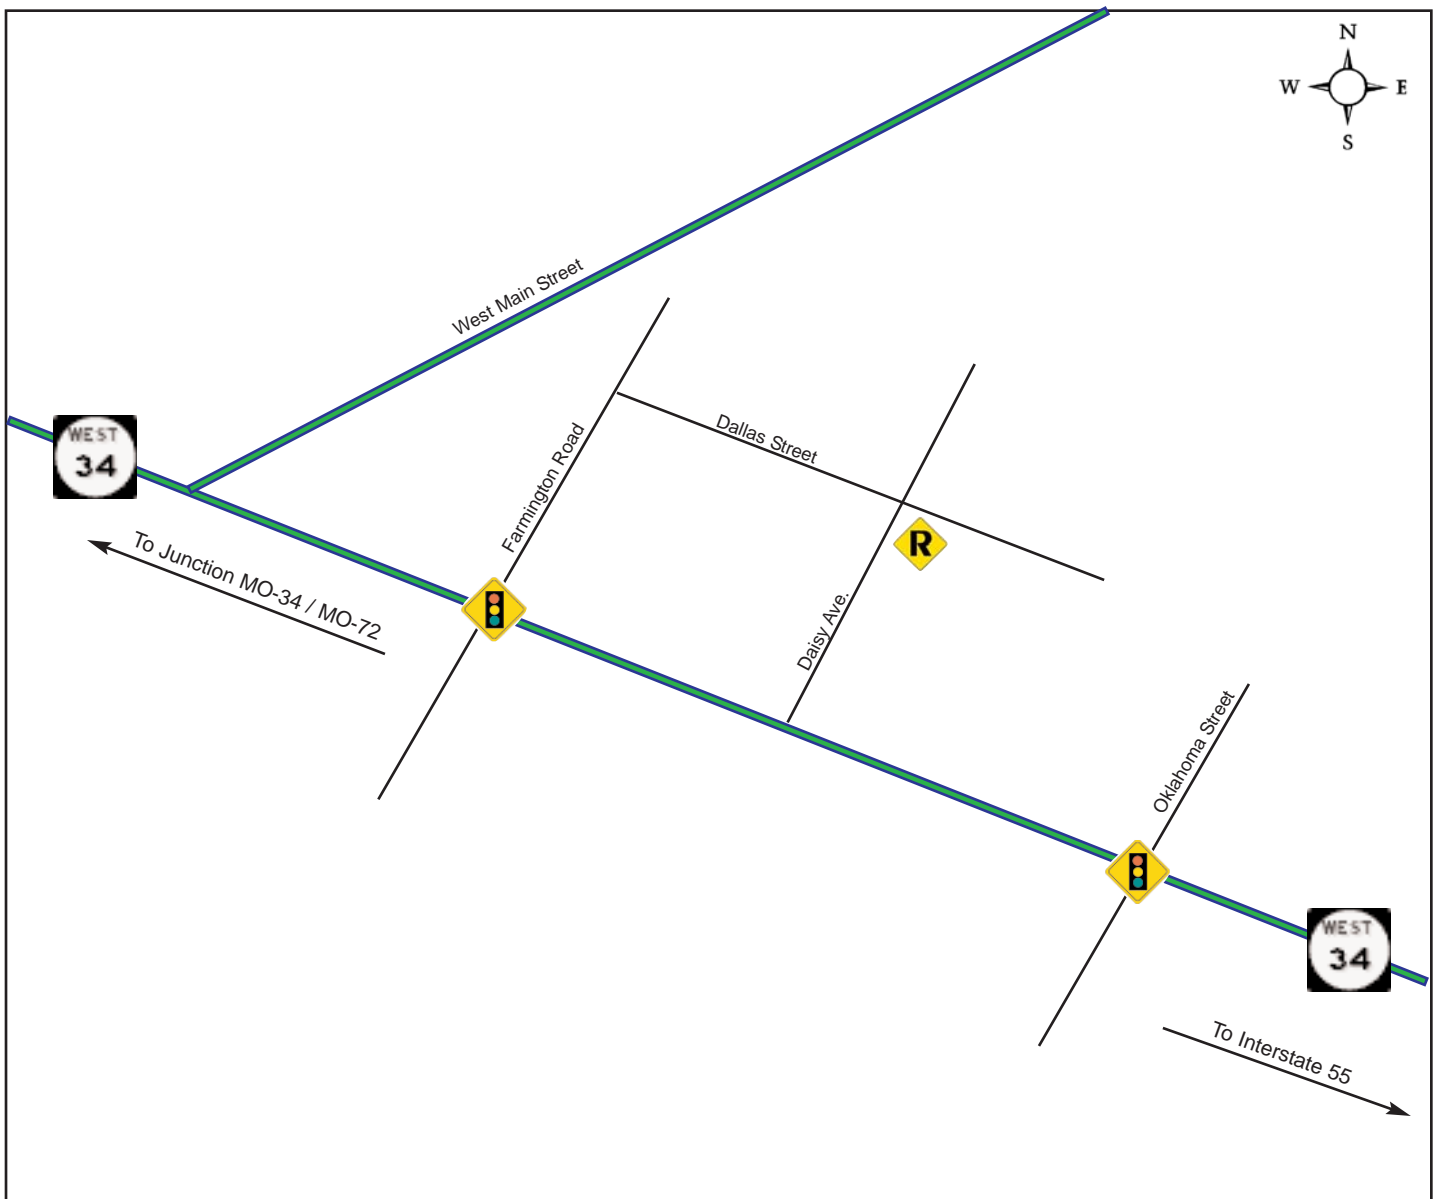 N
W E
S
West Main Street
WEST
34
Farmington Road
Dallas Street
R
To Junction MO-34 / MO-72
Daisy Ave.
Oklahoma Street
WEST
34
To Interstate 55